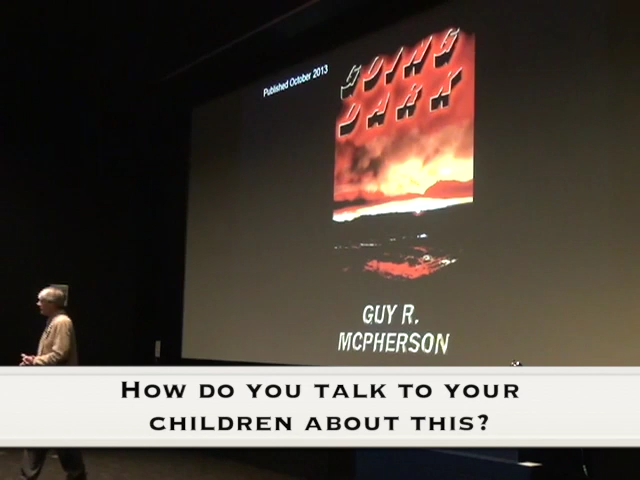 Published October 2013
GOING
DARK
GUY R.
MCPHERSON
HOW DO YOU TALK TO YOUR
CHILDREN ABOUT THIS?